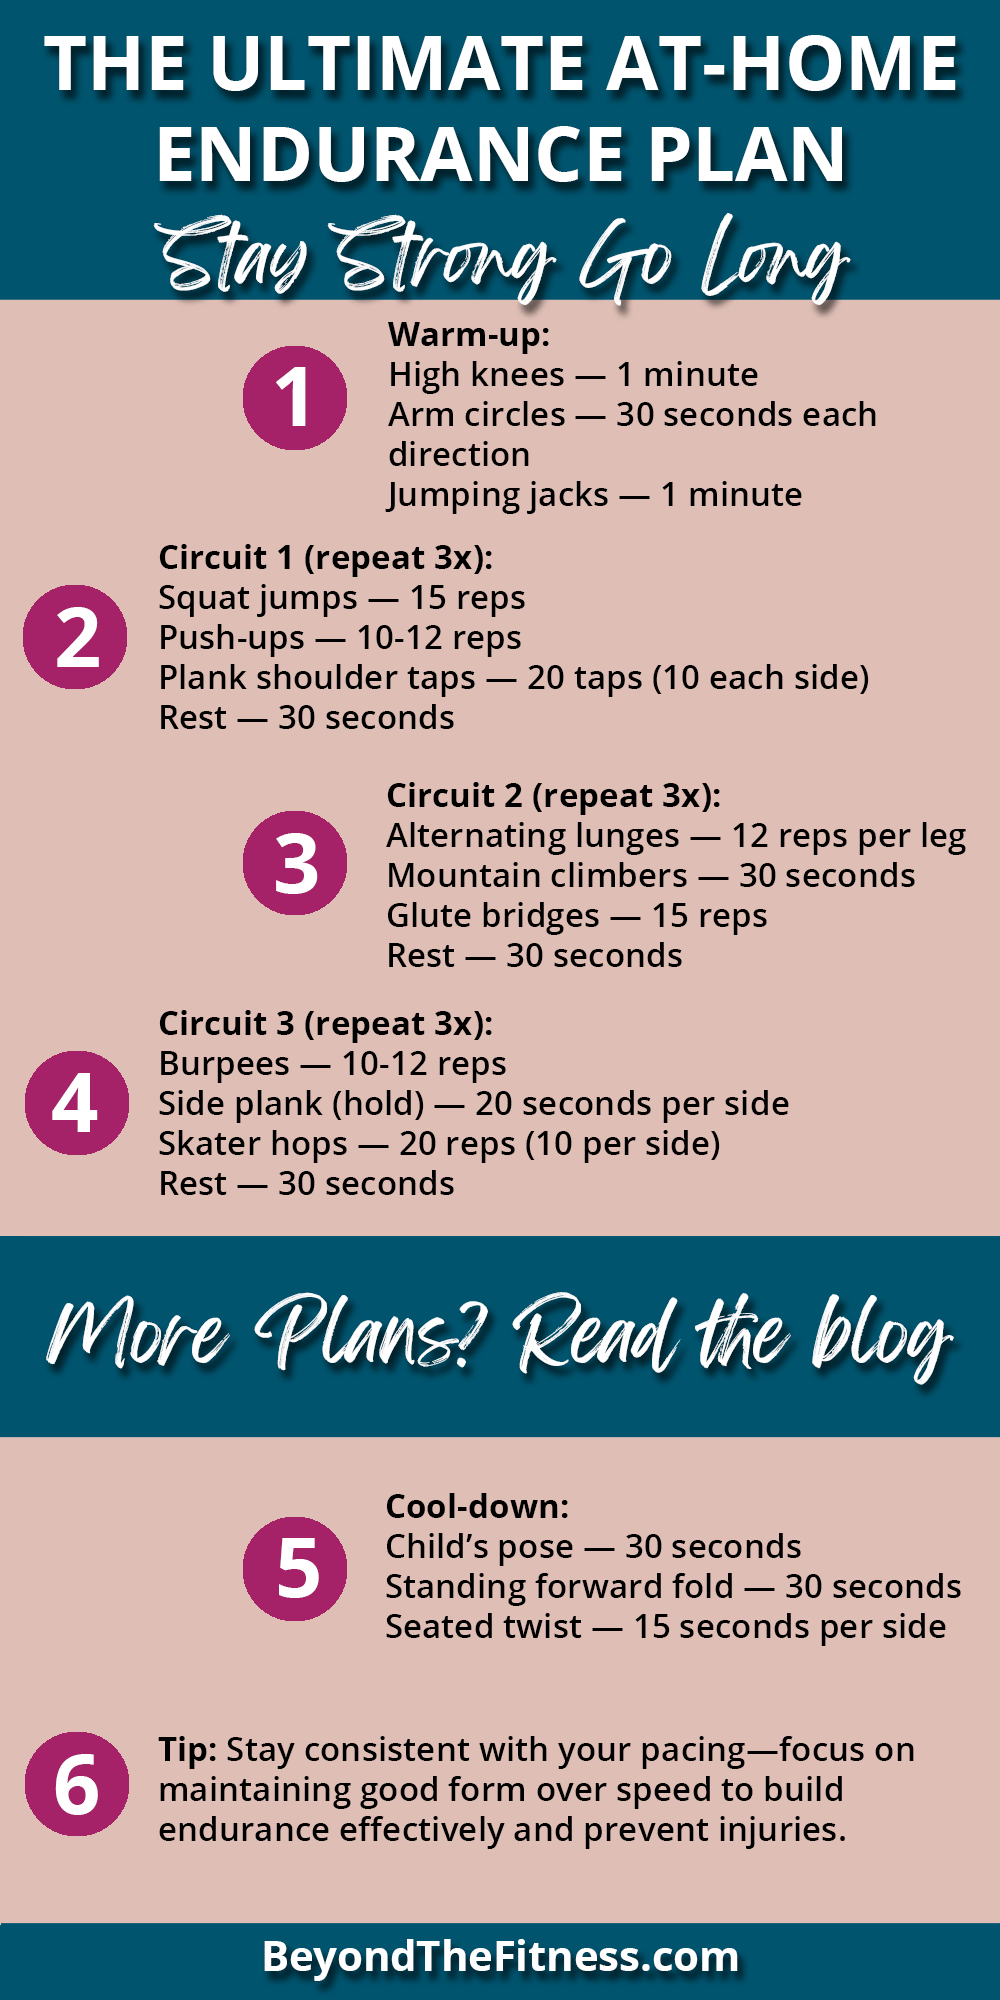 THE ULTIMATE AT-HOME
ENDURANCE PLAN
Stay Strong Go Long
1
Warm-up:
High knees — 1 minute
Arm circles — 30 seconds each
direction
Jumping jacks — 1 minute
2
Circuit 1 (repeat 3x):
Squat jumps — 15 reps
Push-ups — 10-12 reps
Plank shoulder taps — 20 taps (10 each side)
Rest — 30 seconds
3
Circuit 2 (repeat 3x):
Alternating lunges — 12 reps per leg
Mountain climbers — 30 seconds
Glute bridges — 15 reps
Rest — 30 seconds
4
Circuit 3 (repeat 3x):
Burpees — 10-12 reps
Side plank (hold) — 20 seconds per side
Skater hops — 20 reps (10 per side)
Rest — 30 seconds
More Plans? Read the blog
5
Cool-down:
Child’s pose — 30 seconds
Standing forward fold — 30 seconds
Seated twist — 15 seconds per side
6
Tip: Stay consistent with your pacing—focus on
maintaining good form over speed to build
endurance effectively and prevent injuries.
BeyondTheFitness.com